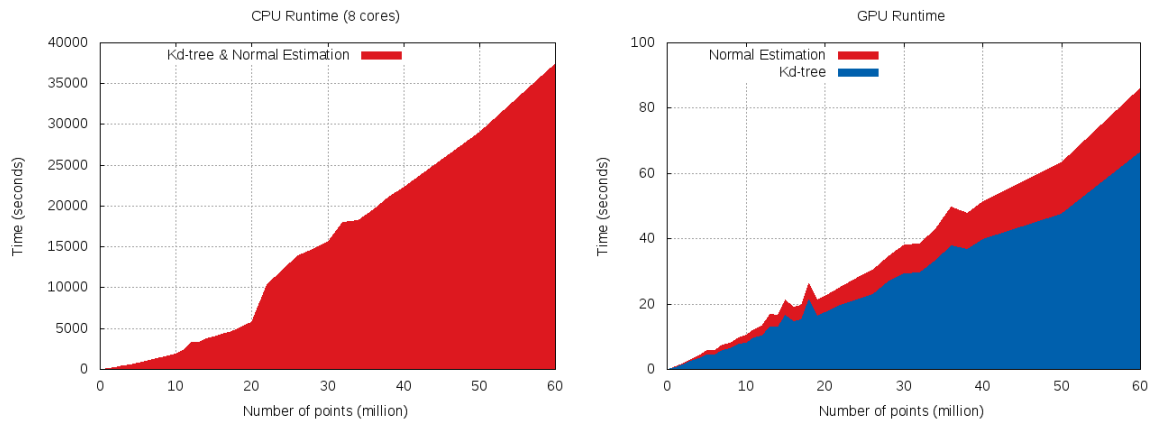 CPU Runtime (8 cores)
40000
35000
30000
25000
20000
15000
10000
5000
0
Time (seconds)
Kd-tree & Normal Estimation
0 10 20 30 40 50 60
Number of points (million)
GPU Runtime
100
80
60
40
20
0
Time (seconds)
Normal Estimation
Kd-tree
0 10 20 30 40 50 60
Number of points (million)